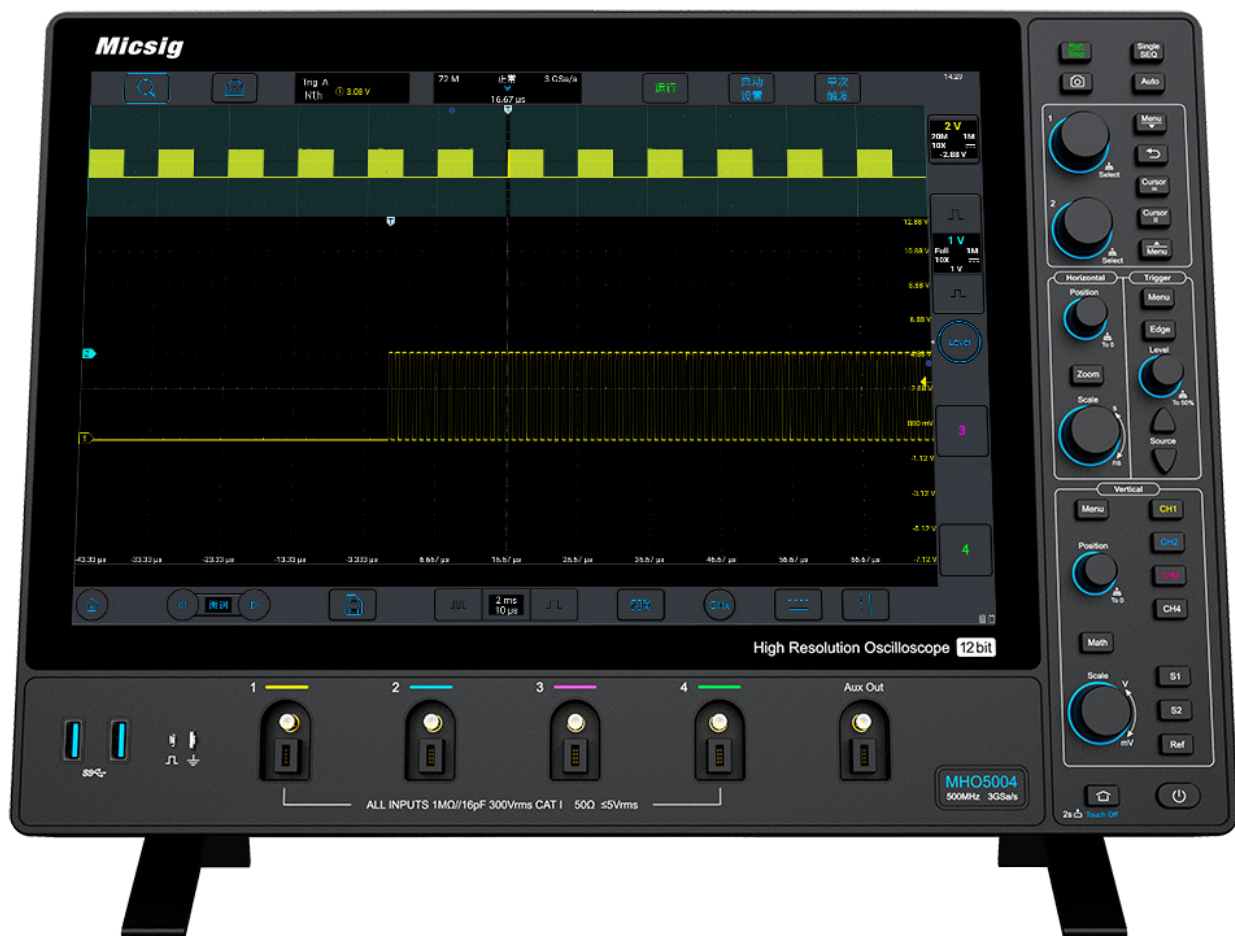 Micsig
Trig A
Nth
① 3.08 V
72 M
正常
3 GSa/s
16.67 µs
运行
自动
设置
单次
触发
14:29
T
2 V
20M 1M
10X
-2.88 V
1 V
Full 1M
10X
1 V
Level
3
4
T
12.88 V
10.88 V
8.88 V
6.88 V
4.88 V
2.88 V
880 mV
-1.12 V
-3.12 V
-5.12 V
-7.12 V
2
1
-43.33 µs
-33.33 µs
-23.33 µs
-13.33 µs
-3.333 µs
6.667 µs
16.67 µs
26.67 µs
36.67 µs
46.67 µs
56.67 µs
66.67 µs
2 ms
10 µs
50%
High Resolution Oscilloscope 12bit
Run
Stop
Single
SEQ
Auto
1
Select
Menu
Cursor
Cursor
2
Select
Menu
Horizontal
Position
To 0
Zoom
Scale
s
ns
Trigger
Menu
Edge
Level
To 50%
Source
Vertical
Menu
CH1
CH2
Position
To 0
CH3
CH4
Math
Scale
V
mV
S1
S2
Ref
2s
Touch Off
1
2
3
4
Aux Out
ALL INPUTS 1MΩ//16pF 300Vrms CAT I 50Ω ≤5Vrms
MHO5004
500MHz 3GSa/s